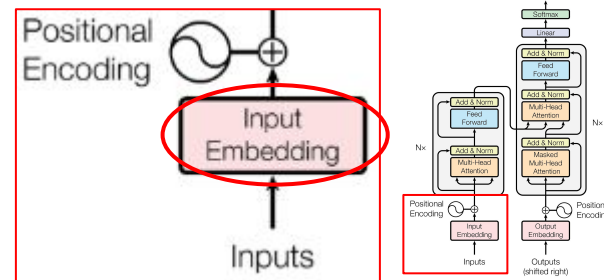 Positional
Encoding
Input
Embedding
Inputs
Softmax
Linear
Add & Norm
Feed
Forward
Add & Norm
Multi-Head
Attention
Add & Norm
Masked
Multi-Head
Attention
N×
Add & Norm
Feed
Forward
Add & Norm
Multi-Head
Attention
N×
Positional
Encoding
Input
Embedding
Inputs
Output
Embedding
Outputs
(shifted right)
Position
Encodin